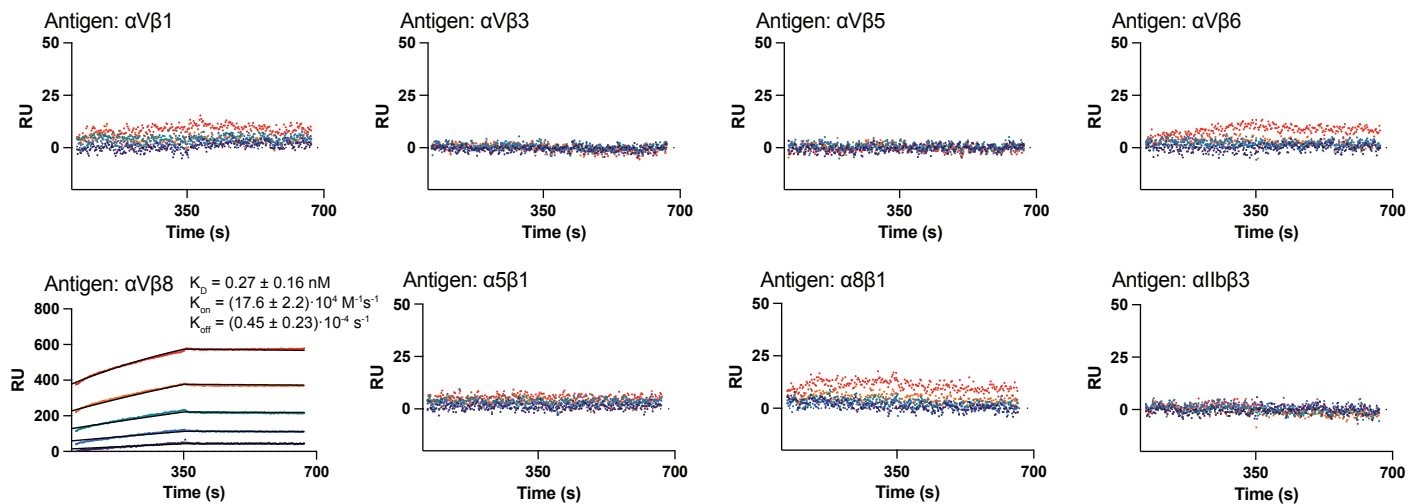 Antigen: αVβ1
50
25
0
RU
350
700
Time (s)
Antigen: αVβ3
50
25
0
RU
350
700
Time (s)
Antigen: αVβ5
50
25
0
RU
350
700
Time (s)
Antigen: αVβ6
50
25
0
RU
350
700
Time (s)
Antigen: αVβ8
K_D = 0.27 ± 0.16 nM
K_on = (17.6 ± 2.2)·10⁴ M⁻¹s⁻¹
K_off = (0.45 ± 0.23)·10⁻⁴ s⁻¹
800
600
400
200
0
RU
350
700
Time (s)
Antigen: α5β1
50
25
0
RU
350
700
Time (s)
Antigen: α8β1
50
25
0
RU
350
700
Time (s)
Antigen: αIIbβ3
50
25
0
RU
350
700
Time (s)